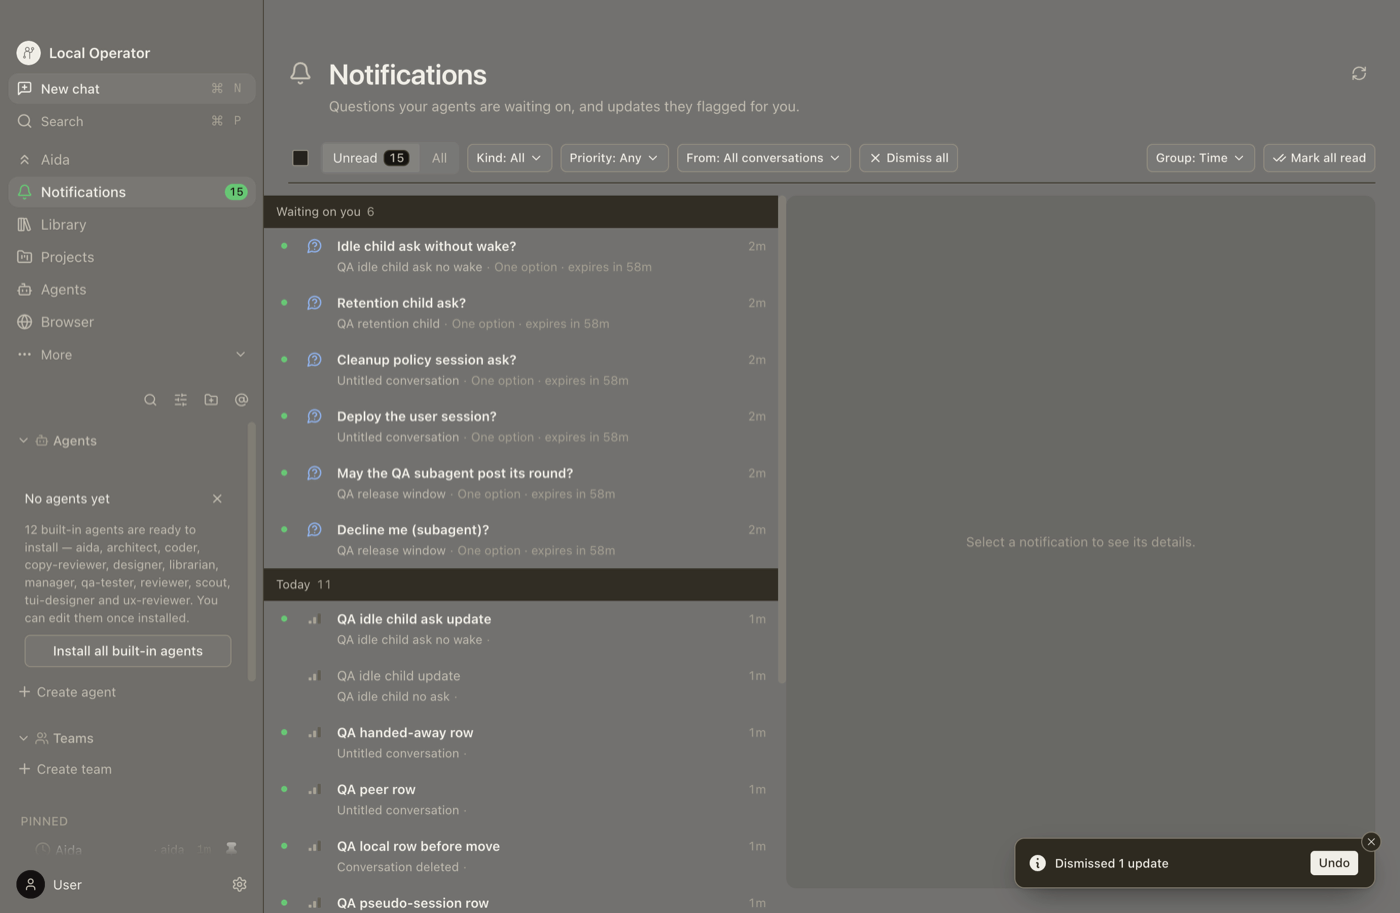 Local Operator
New chat ⌘ N
Search ⌘ P
Aida
Notifications 15
Library
Projects
Agents
Browser
More
Agents
No agents yet
12 built-in agents are ready to
install — aida, architect, coder,
copy-reviewer, designer, librarian,
manager, qa-tester, reviewer, scout,
tui-designer and ux-reviewer. You
can edit them once installed.
Install all built-in agents
Create agent
Teams
Create team
PINNED
Aida aida 1m
User
Notifications
Questions your agents are waiting on, and updates they flagged for you.
Unread 15 All Kind: All Priority: Any From: All conversations Dismiss all Group: Time Mark all read
Waiting on you 6
Idle child ask without wake? 2m
QA idle child ask no wake · One option · expires in 58m
Retention child ask? 2m
QA retention child · One option · expires in 58m
Cleanup policy session ask? 2m
Untitled conversation · One option · expires in 58m
Deploy the user session? 2m
Untitled conversation · One option · expires in 58m
May the QA subagent post its round? 2m
QA release window · One option · expires in 58m
Decline me (subagent)? 2m
QA release window · One option · expires in 58m
Today 11
QA idle child ask update 1m
QA idle child ask no wake ·
QA idle child update 1m
QA idle child no ask ·
QA handed-away row 1m
Untitled conversation ·
QA peer row 1m
Untitled conversation ·
QA local row before move 1m
Conversation deleted ·
QA pseudo-session row 1m
Select a notification to see its details.
Dismissed 1 update Undo